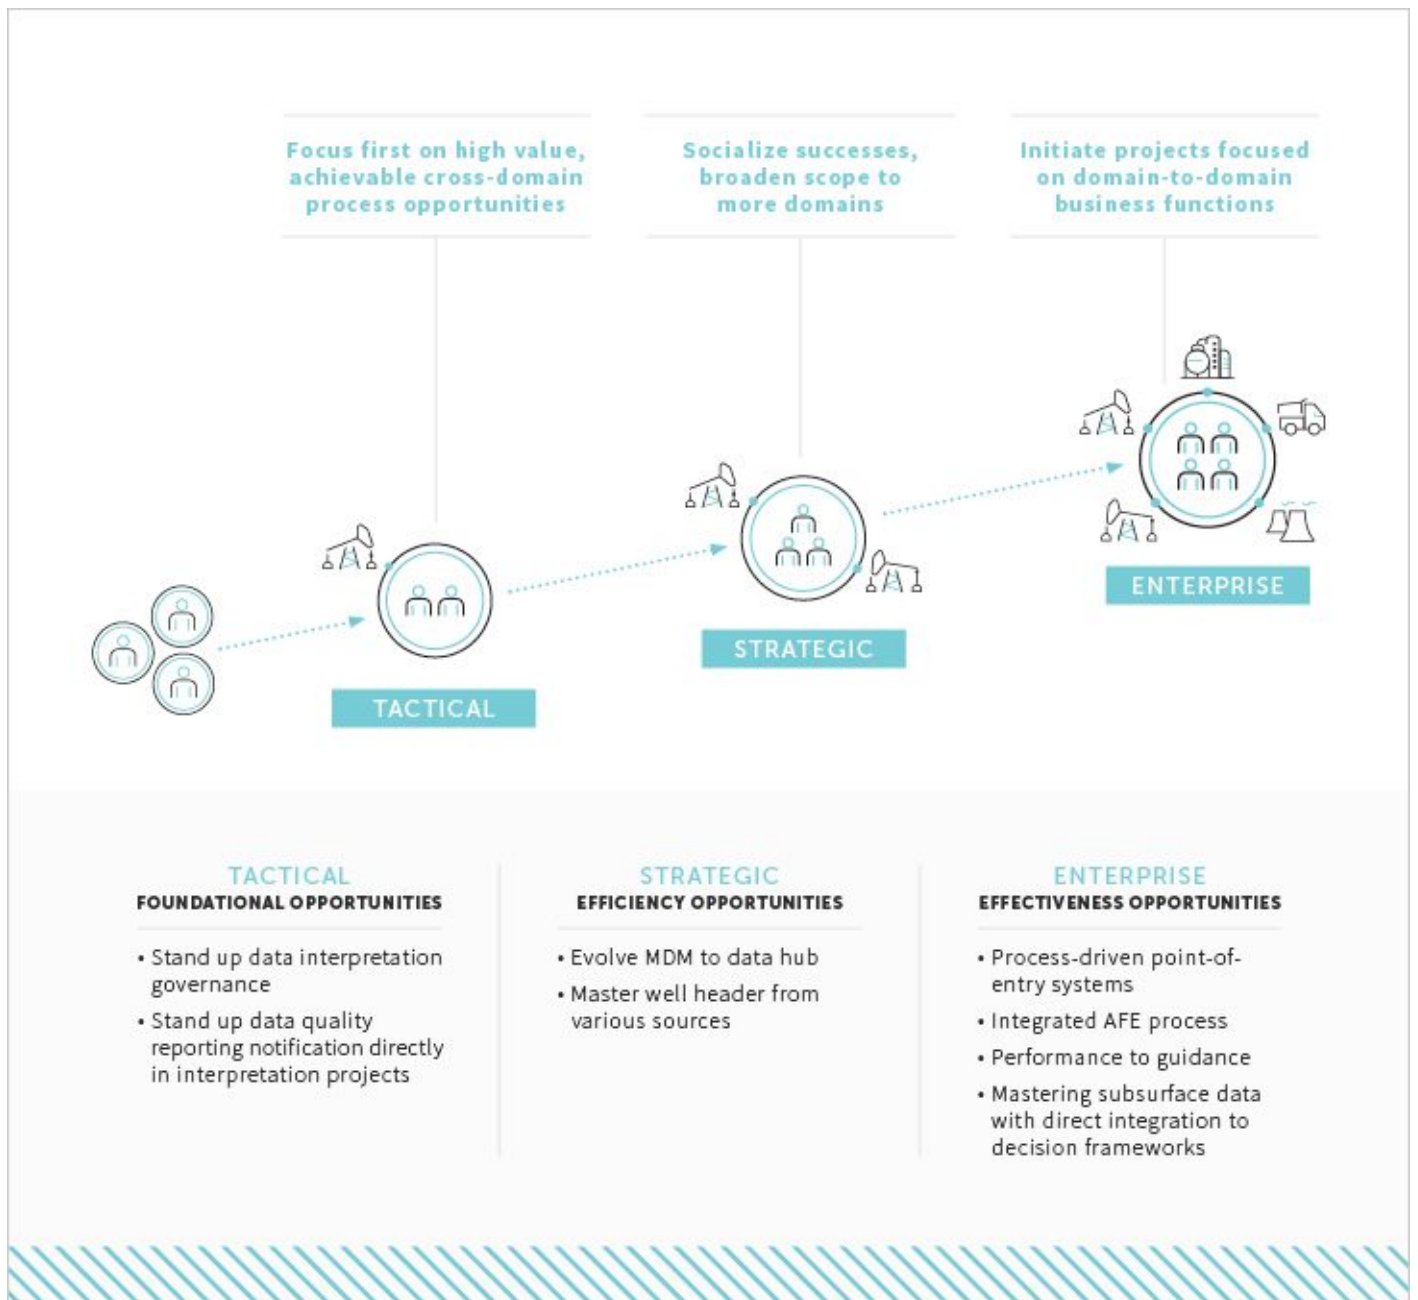 Focus first on high value,
achievable cross-domain
process opportunities
Socialize successes,
broaden scope to
more domains
Initiate projects focused
on domain-to-domain
business functions
TACTICAL
STRATEGIC
ENTERPRISE
TACTICAL
FOUNDATIONAL OPPORTUNITIES
• Stand up data interpretation
governance
• Stand up data quality
reporting notification directly
in interpretation projects
STRATEGIC
EFFICIENCY OPPORTUNITIES
• Evolve MDM to data hub
• Master well header from
various sources
ENTERPRISE
EFFECTIVENESS OPPORTUNITIES
• Process-driven point-of-
entry systems
• Integrated AFE process
• Performance to guidance
• Mastering subsurface data
with direct integration to
decision frameworks